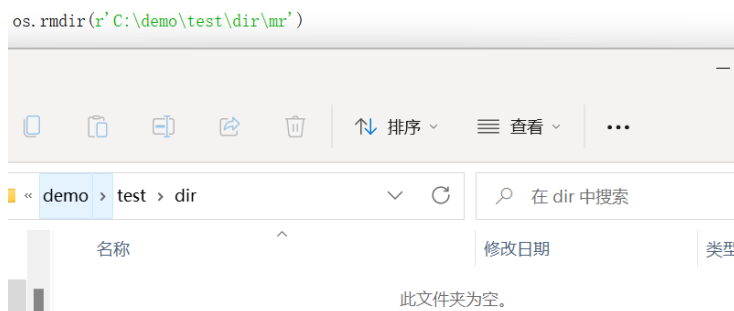 os.rmdir(r'C:\demo\test\dir\mr')
排序 查看
« demo > test > dir 在 dir 中搜索
名称 修改日期 类型
此文件夹为空。